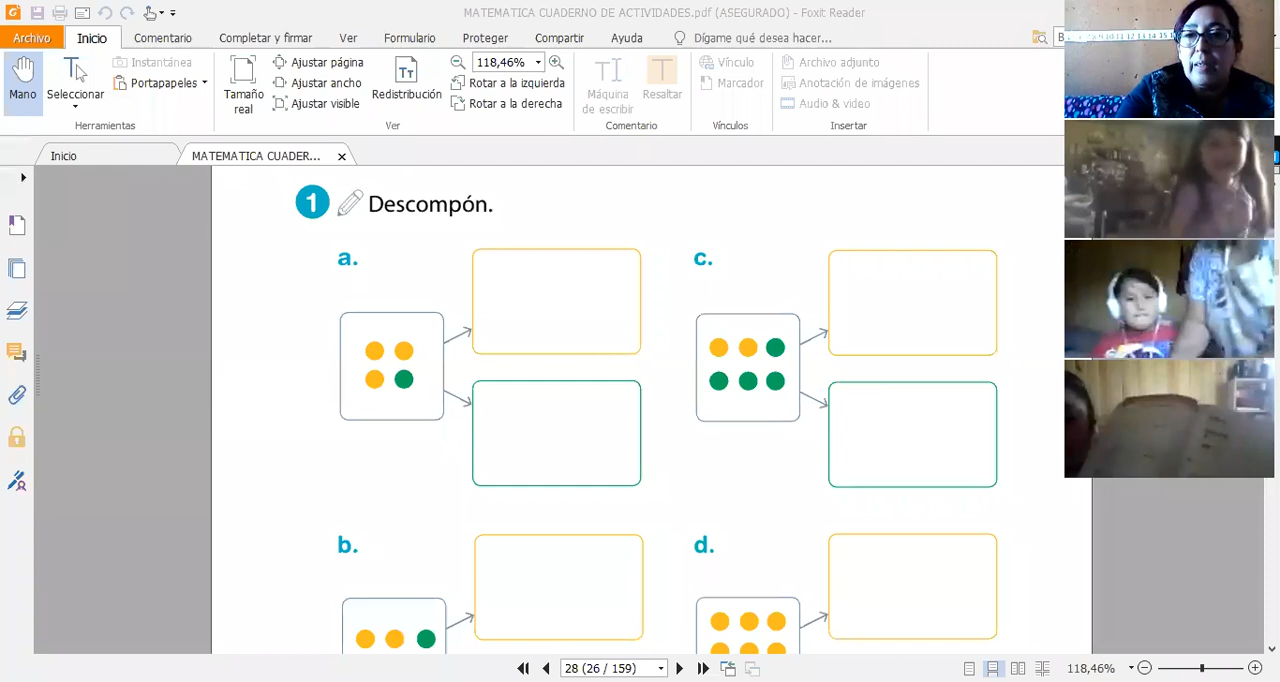 MATEMATICA CUADERNO DE ACTIVIDADES.pdf (ASEGURADO) - Foxit Reader
Archivo Inicio Comentario Completar y firmar Ver Formulario Compartir Ayuda Dígame qué desea hacer...
Mano
Seleccionar
Instantánea
Portapapeles
Herramientas
Tamaño real
Ajustar página
Ajustar ancho
Ajustar visible
Redistribución
118,46%
Rotar a la izquierda
Rotar a la derecha
Ver
Máquina de escribir
Resaltar
Comentario
Vínculo
Marcador
Vínculos
Archivo adjunto
Anotación de imágenes
Audio & video
Insertar
Inicio
MATEMATICA CUADER...
1 Descompón.
a.
c.
b.
d.
28 (26 / 159)
118,46%